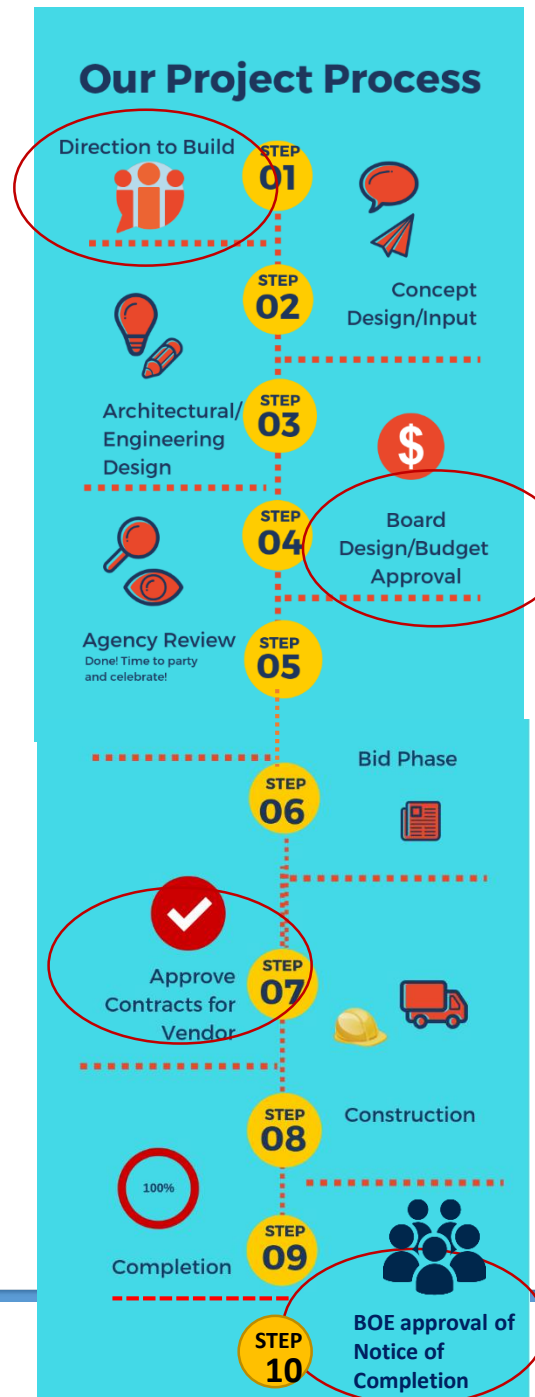 Our Project Process
Direction to Build
STEP
01
STEP
02
Concept
Design/Input
STEP
03
Architectural/
Engineering
Design
$
STEP
04
Board
Design/Budget
Approval
Agency Review
Done! Time to party
and celebrate!
STEP
05
Bid Phase
STEP
06
Approve
Contracts for
Vendor
STEP
07
STEP
08
Construction
100%
STEP
09
Completion
STEP
10
BOE approval of
Notice of
Completion